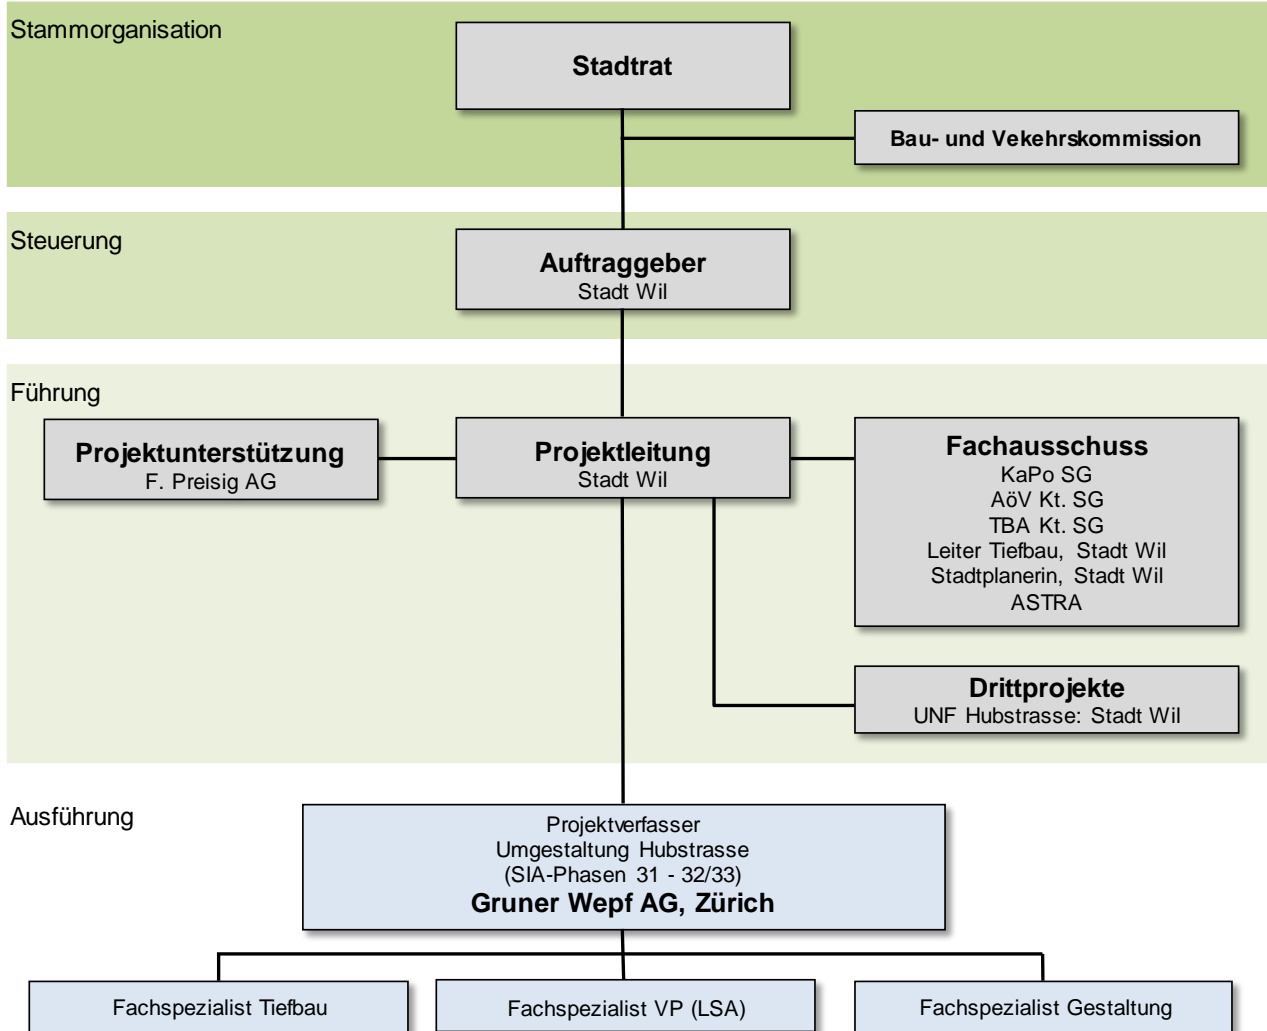 Stammorganisation
Stadtrat
Bau- und Vekehrskommission
Steuerung
Auftraggeber
Stadt Wil
Führung
Projektunterstützung
F. Preisig AG
Projektleitung
Stadt Wil
Fachausschuss
KaPo SG
AöV Kt. SG
TBA Kt. SG
Leiter Tiefbau, Stadt Wil
Stadtplanerin, Stadt Wil
ASTRA
Drittprojekte
UNF Hubstrasse: Stadt Wil
Ausführung
Projektverfasser
Umgestaltung Hubstrasse
(SIA-Phasen 31 - 32/33)
Gruner Wepf AG, Zürich
Fachspezialist Tiefbau
Fachspezialist VP (LSA)
Fachspezialist Gestaltung